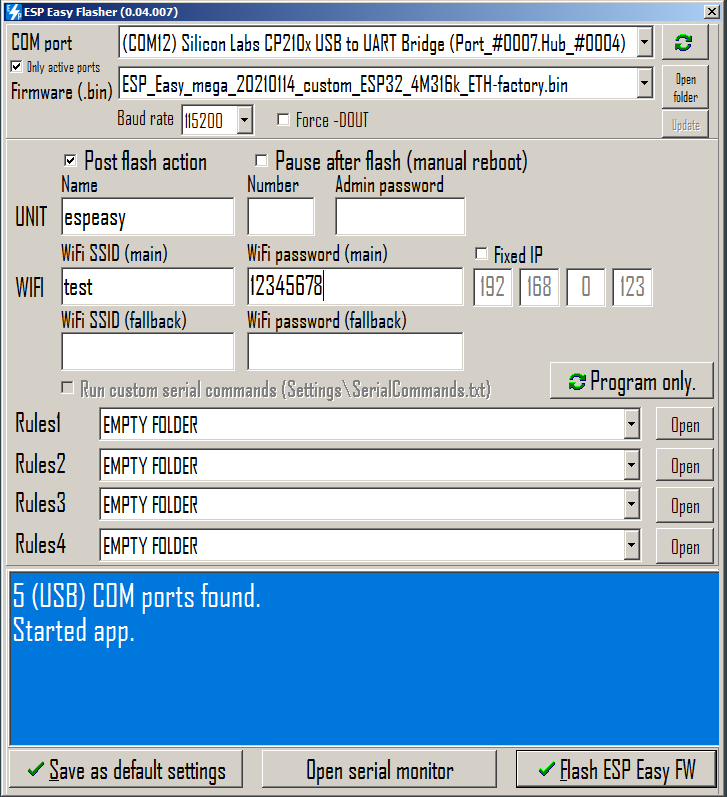 ESP Easy Flasher (0.04.007)
COM port
(COM12) Silicon Labs CP210x USB to UART Bridge (Port_#0007.Hub_#0004)
Only active ports
Firmware (.bin)
ESP_Easy_mega_20210114_custom_ESP32_4M316k_ETH-factory.bin
Open folder
Baud rate 115200
Force -DOUT
Update
Post flash action
Pause after flash (manual reboot)
Name Number Admin password
UNIT espeasy
WiFi SSID (main) WiFi password (main) Fixed IP
WIFI test 12345678 192 168 0 123
WiFi SSID (fallback) WiFi password (fallback)
Run custom serial commands (Settings\SerialCommands.txt)
Program only.
Rules1 EMPTY FOLDER Open
Rules2 EMPTY FOLDER Open
Rules3 EMPTY FOLDER Open
Rules4 EMPTY FOLDER Open
5 (USB) COM ports found.
Started app.
Save as default settings Open serial monitor Flash ESP Easy FW